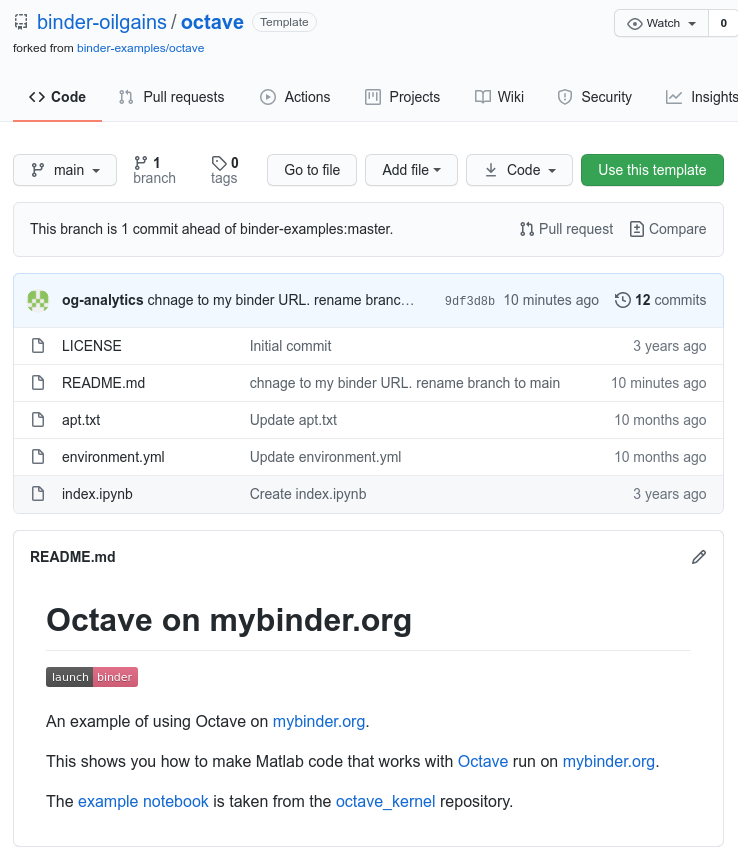 binder-oilgains / octave Template Watch 0
forked from binder-examples/octave
Code Pull requests Actions Projects Wiki Security Insights
main 1 branch 0 tags Go to file Add file Code Use this template
This branch is 1 commit ahead of binder-examples:master. Pull request Compare
og-analytics chnage to my binder URL. rename branc… 9df3d8b 10 minutes ago 12 commits
LICENSE Initial commit 3 years ago
README.md chnage to my binder URL. rename branch to main 10 minutes ago
apt.txt Update apt.txt 10 months ago
environment.yml Update environment.yml 10 months ago
index.ipynb Create index.ipynb 3 years ago
README.md
Octave on mybinder.org
launch binder
An example of using Octave on mybinder.org.
This shows you how to make Matlab code that works with Octave run on mybinder.org.
The example notebook is taken from the octave_kernel repository.